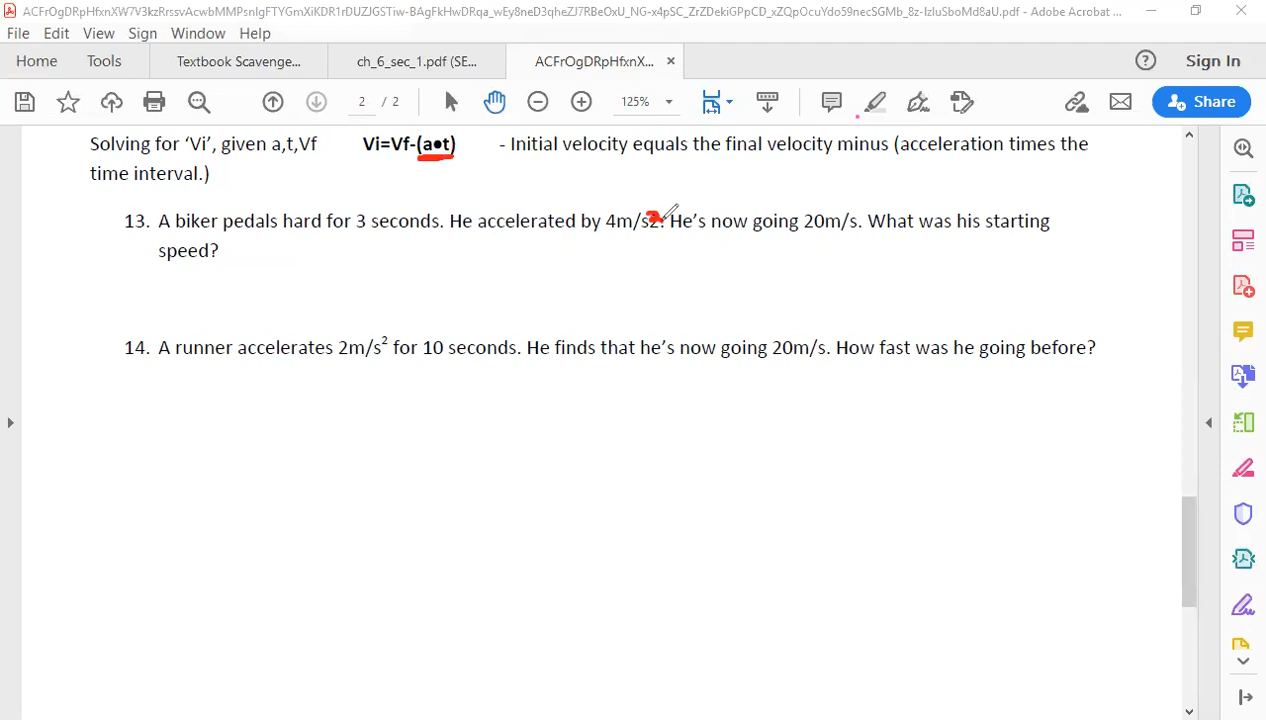 ACFrOgDRpHfxnXW7V3kzRrssvAcwbMMPsnIgFTYGmXiKDR1rDUZJGSTiw-BAgFkHwDRqa_wEy8neD3qheZJ7RBeOxU_NG-x4pSC_ZrZDekiGPpCD_xZQpOcuYdo59necSGMb_8z-IzluSboMd8aU.pdf - Adobe Acrobat ...
File Edit View Sign Window Help
Home Tools Textbook Scavenge... ch_6_sec_1.pdf (SE... ACFrOgDRpHfxnX... Sign In
2 / 2 125% Share
Solving for ‘Vi’, given a,t,Vf Vi=Vf-(a•t) - Initial velocity equals the final velocity minus (acceleration times the
time interval.)
13. A biker pedals hard for 3 seconds. He accelerated by 4m/s2. He’s now going 20m/s. What was his starting
speed?
14. A runner accelerates 2m/s² for 10 seconds. He finds that he’s now going 20m/s. How fast was he going before?